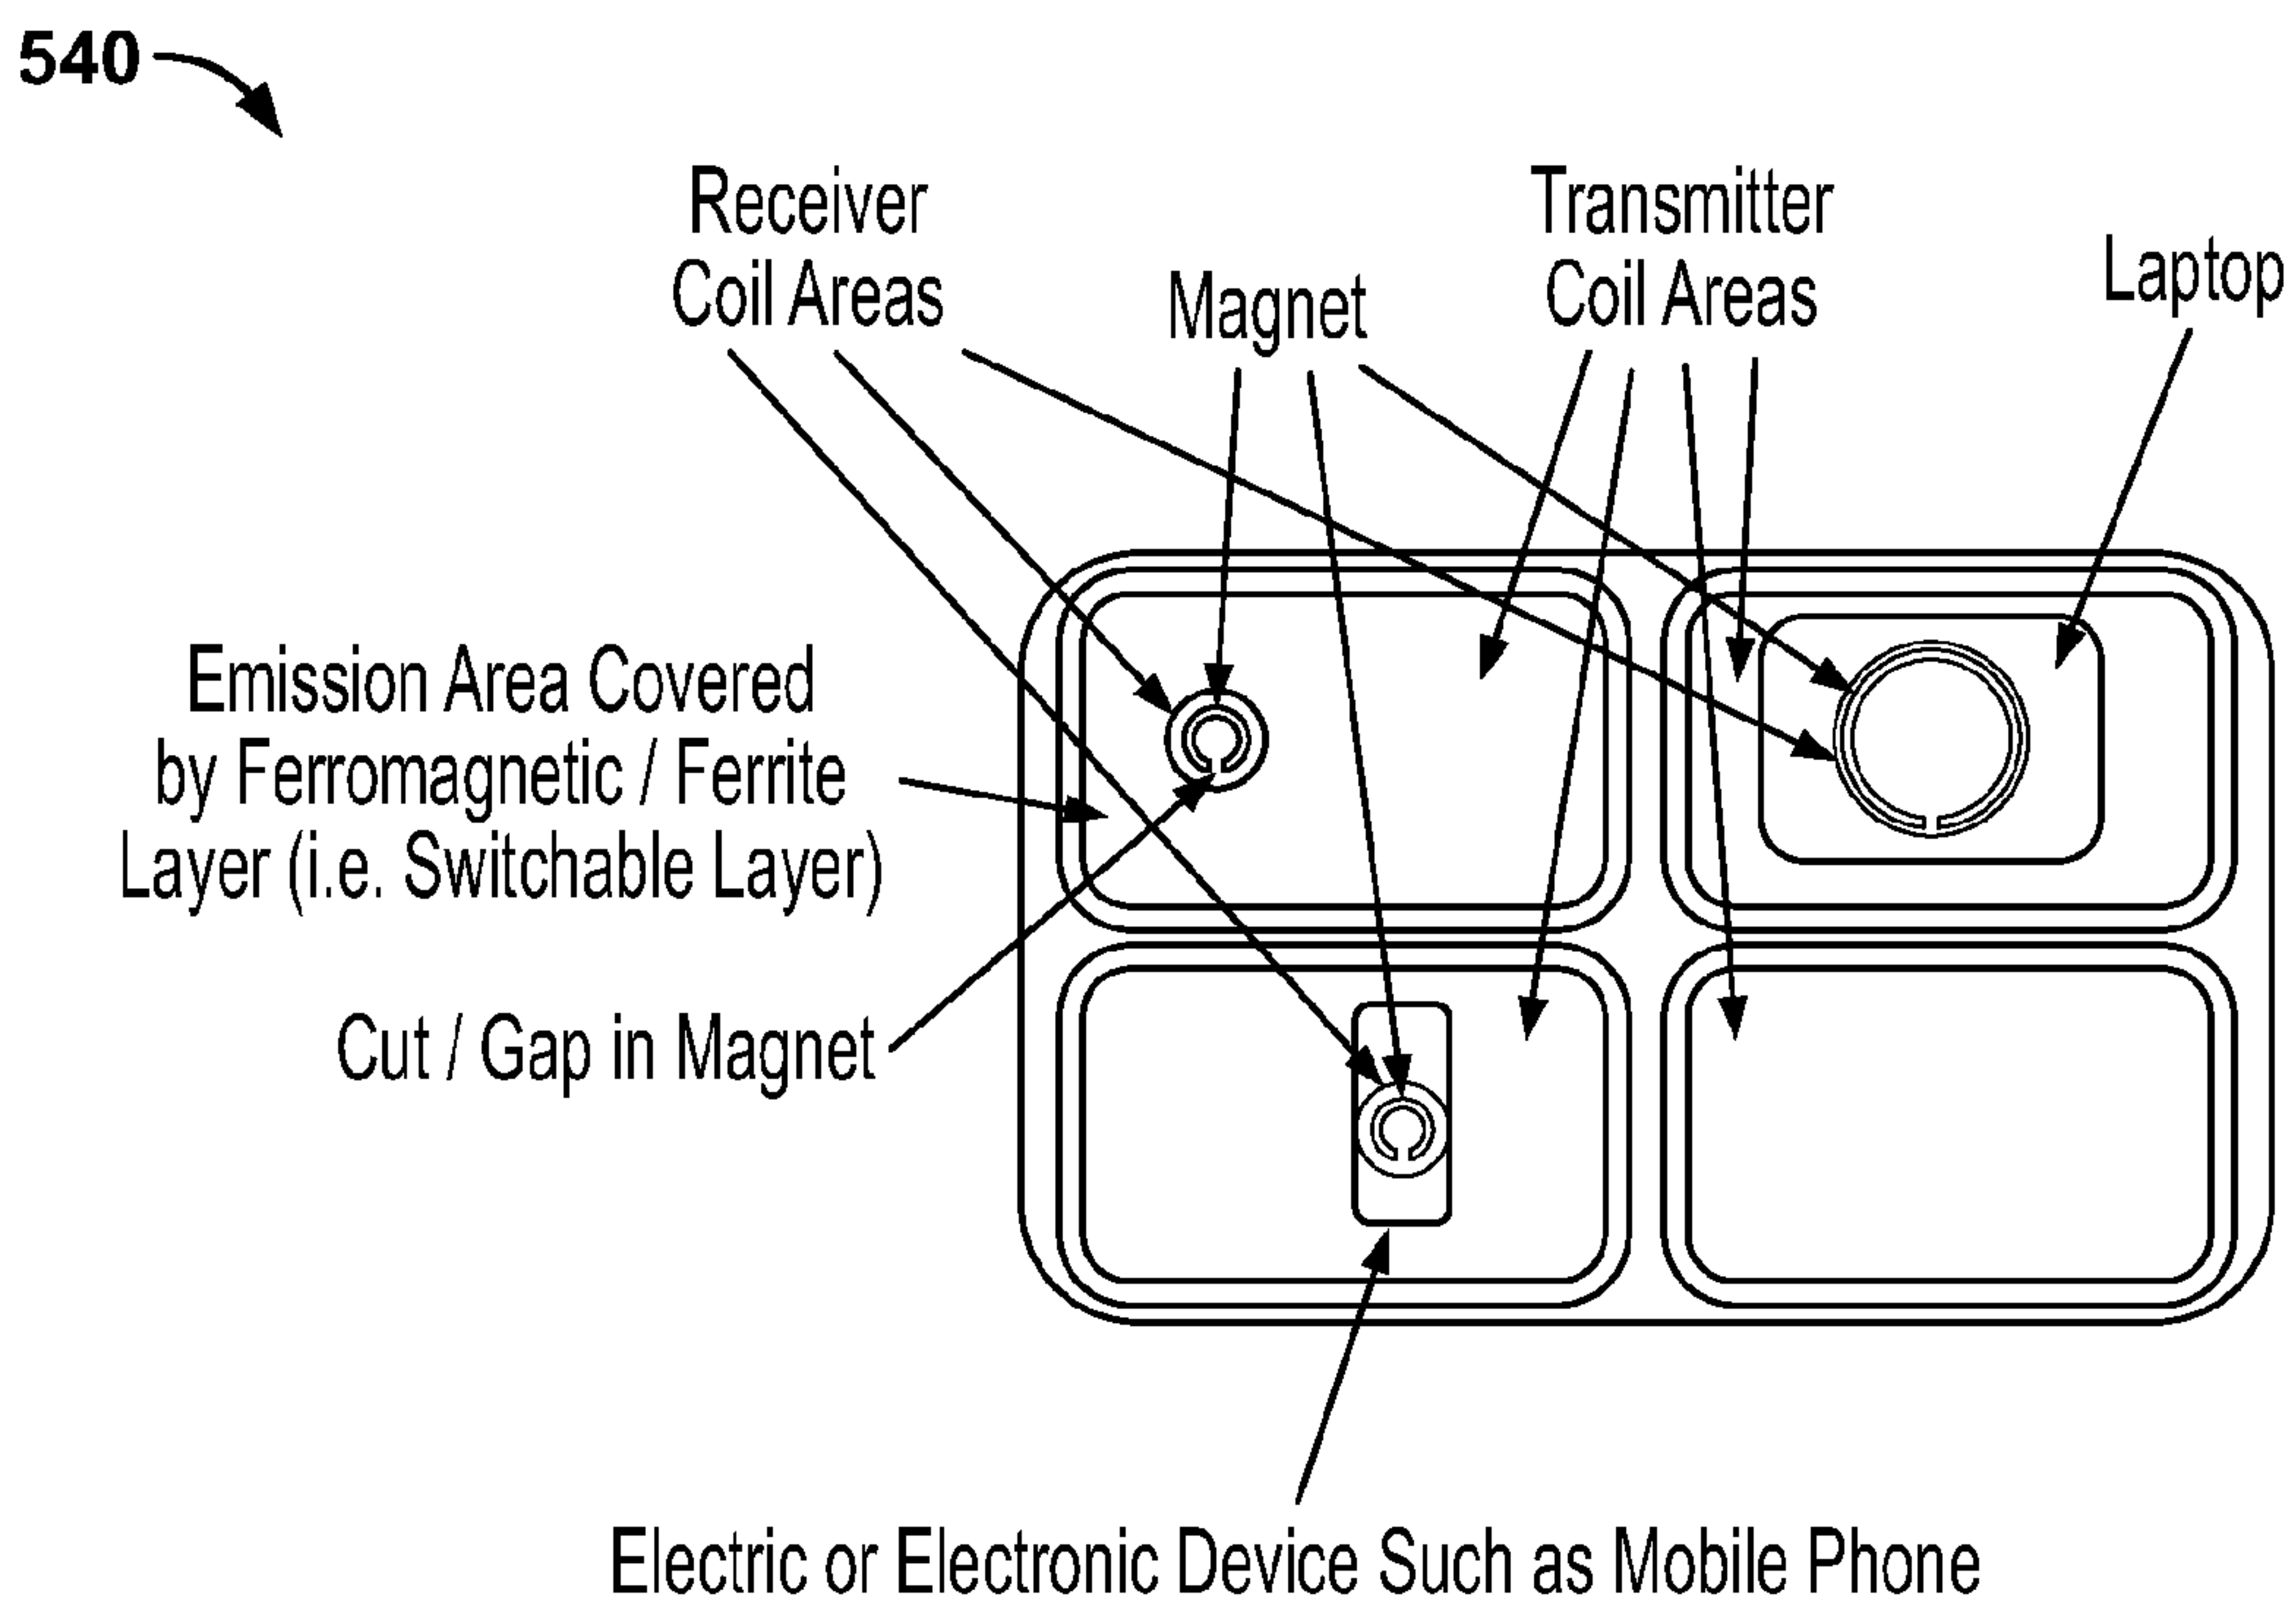 540
Receiver
Coil Areas
Magnet
Transmitter
Coil Areas
Laptop
Emission Area Covered
by Ferromagnetic / Ferrite
Layer (i.e. Switchable Layer)
Cut / Gap in Magnet
Electric or Electronic Device Such as Mobile Phone